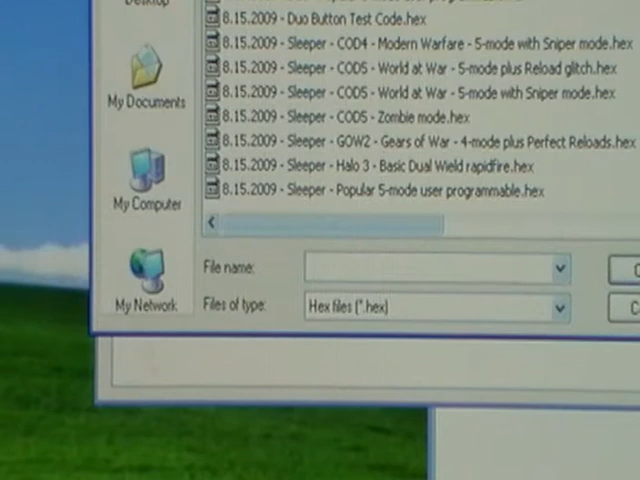 Desktop
8.15.2009 - Duo Button Test Code.hex
8.15.2009 - Sleeper - COD4 - Modern Warfare - 5-mode with Sniper mode.hex
8.15.2009 - Sleeper - COD5 - World at War - 5-mode plus Reload glitch.hex
My Documents
8.15.2009 - Sleeper - COD5 - World at War - 5-mode with Sniper mode.hex
8.15.2009 - Sleeper - COD5 - Zombie mode.hex
8.15.2009 - Sleeper - GOW2 - Gears of War - 4-mode plus Perfect Reloads.hex
8.15.2009 - Sleeper - Halo 3 - Basic Dual Wield rapidfire.hex
8.15.2009 - Sleeper - Popular 5-mode user programmable.hex
My Computer
File name:
My Network
Files of type:
Hex files (*.hex)